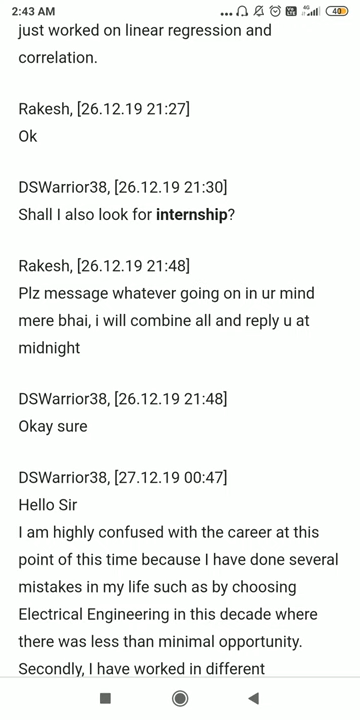 2:43 AM
4G
40
just worked on linear regression and
correlation.
Rakesh, [26.12.19 21:27]
Ok
DSWarrior38, [26.12.19 21:30]
Shall I also look for internship?
Rakesh, [26.12.19 21:48]
Plz message whatever going on in ur mind
mere bhai, i will combine all and reply u at
midnight
DSWarrior38, [26.12.19 21:48]
Okay sure
DSWarrior38, [27.12.19 00:47]
Hello Sir
I am highly confused with the career at this
point of this time because I have done several
mistakes in my life such as by choosing
Electrical Engineering in this decade where
there was less than minimal opportunity.
Secondly, I have worked in different